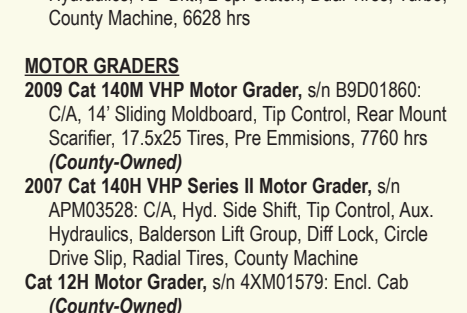 County Machine, 6628 hrs
MOTOR GRADERS
2009 Cat 140M VHP Motor Grader, s/n B9D01860:
C/A, 14' Sliding Moldboard, Tip Control, Rear Mount
Scarifier, 17.5x25 Tires, Pre Emmisions, 7760 hrs
(County-Owned)
2007 Cat 140H VHP Series II Motor Grader, s/n
APM03528: C/A, Hyd. Side Shift, Tip Control, Aux.
Hydraulics, Balderson Lift Group, Diff Lock, Circle
Drive Slip, Radial Tires, County Machine
Cat 12H Motor Grader, s/n 4XM01579: Encl. Cab
(County-Owned)